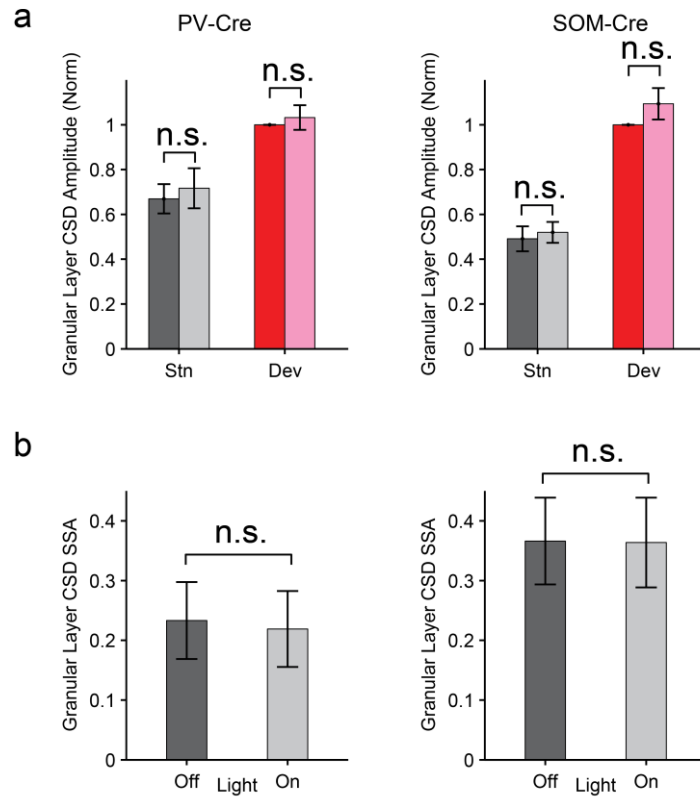 a
PV-Cre
SOM-Cre
Granular Layer CSD Amplitude (Norm)
1
0.8
0.6
0.4
0.2
0
n.s.
n.s.
Stn
Dev
Granular Layer CSD Amplitude (Norm)
1
0.8
0.6
0.4
0.2
0
n.s.
n.s.
Stn
Dev
b
Granular Layer CSD SSA
0.4
0.3
0.2
0.1
0
n.s.
Off Light On
Granular Layer CSD SSA
0.4
0.3
0.2
0.1
0
n.s.
Off Light On